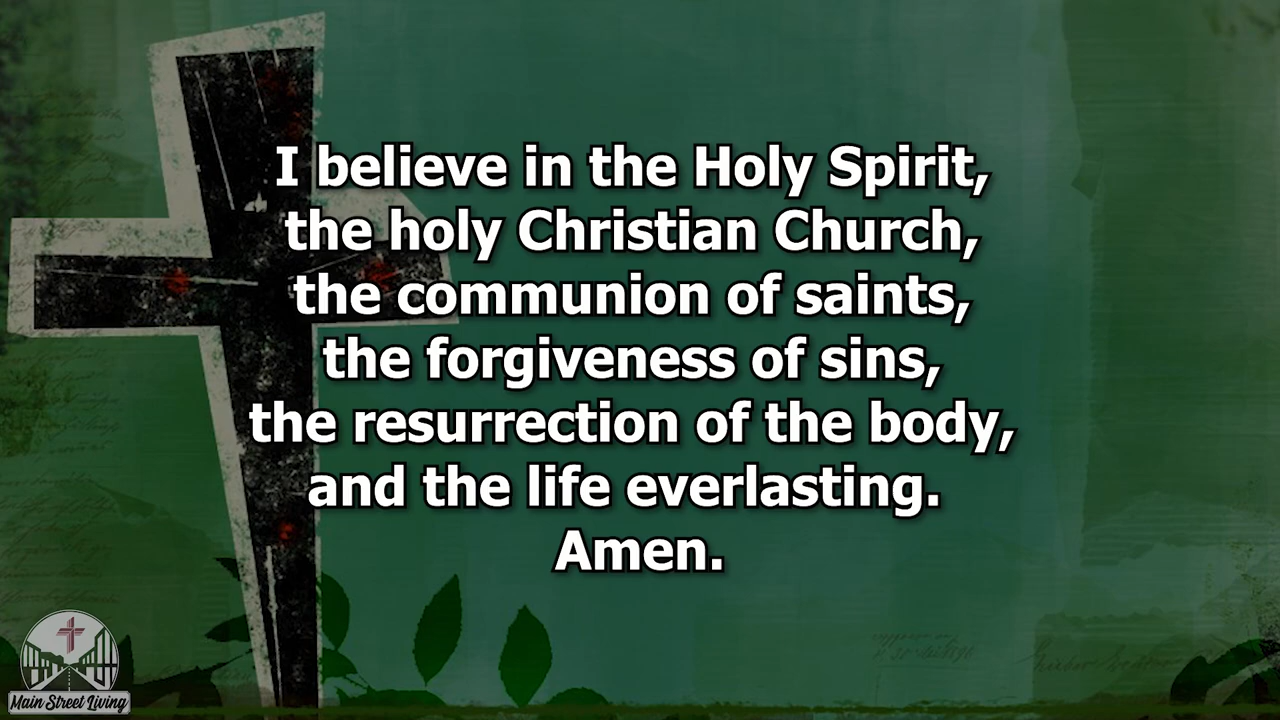 I believe in the Holy Spirit,
the holy Christian Church,
the communion of saints,
the forgiveness of sins,
the resurrection of the body,
and the life everlasting.
Amen.
Main Street Living